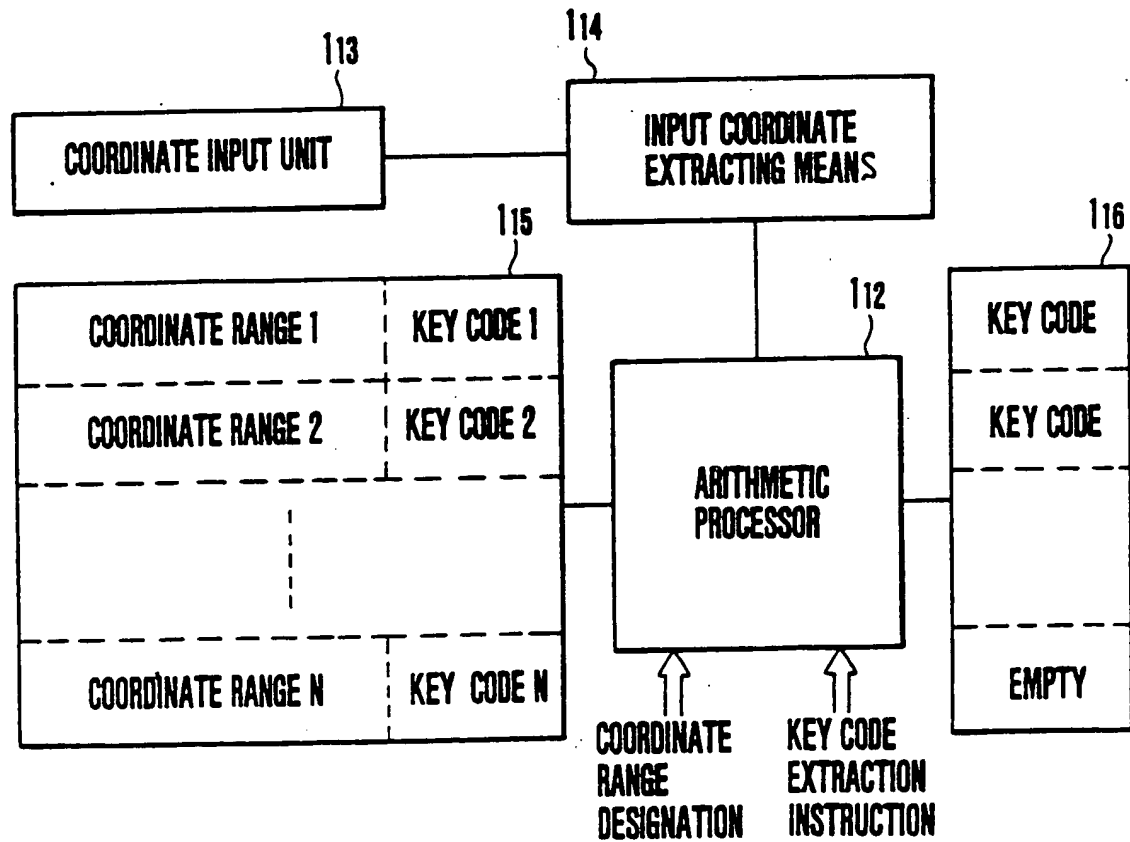 113
114
COORDINATE INPUT UNIT
INPUT COORDINATE
EXTRACTING MEANS
115
116
COORDINATE RANGE 1
KEY CODE 1
112
KEY CODE
COORDINATE RANGE 2
KEY CODE 2
KEY CODE
ARITHMETIC
PROCESSOR
COORDINATE RANGE N
KEY CODE N
EMPTY
COORDINATE
RANGE
DESIGNATION
KEY CODE
EXTRACTION
INSTRUCTION